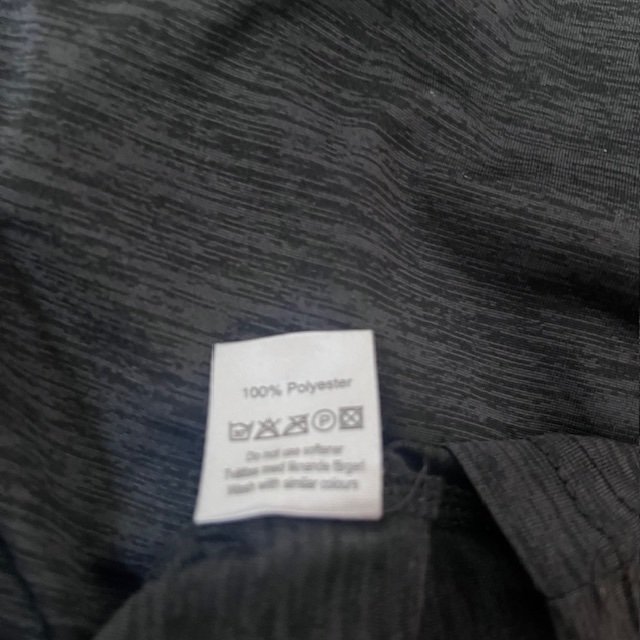 100% Polyester
Do not use softener
Wash with similar colours